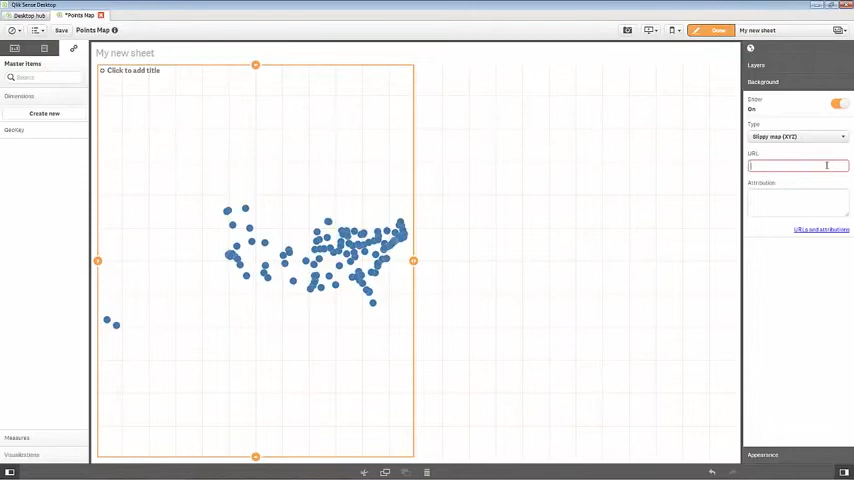 Qlik Sense Desktop
Desktop hub
*Points Map
Save
Points Map
Done
My new sheet
Master items
Search
Dimensions
Create new
GeoKey
Measures
Visualizations
My new sheet
Click to add title
Layers
Background
Show
On
Type
Slippy map (XYZ)
URL
Attribution
URLs and attributions
Appearance